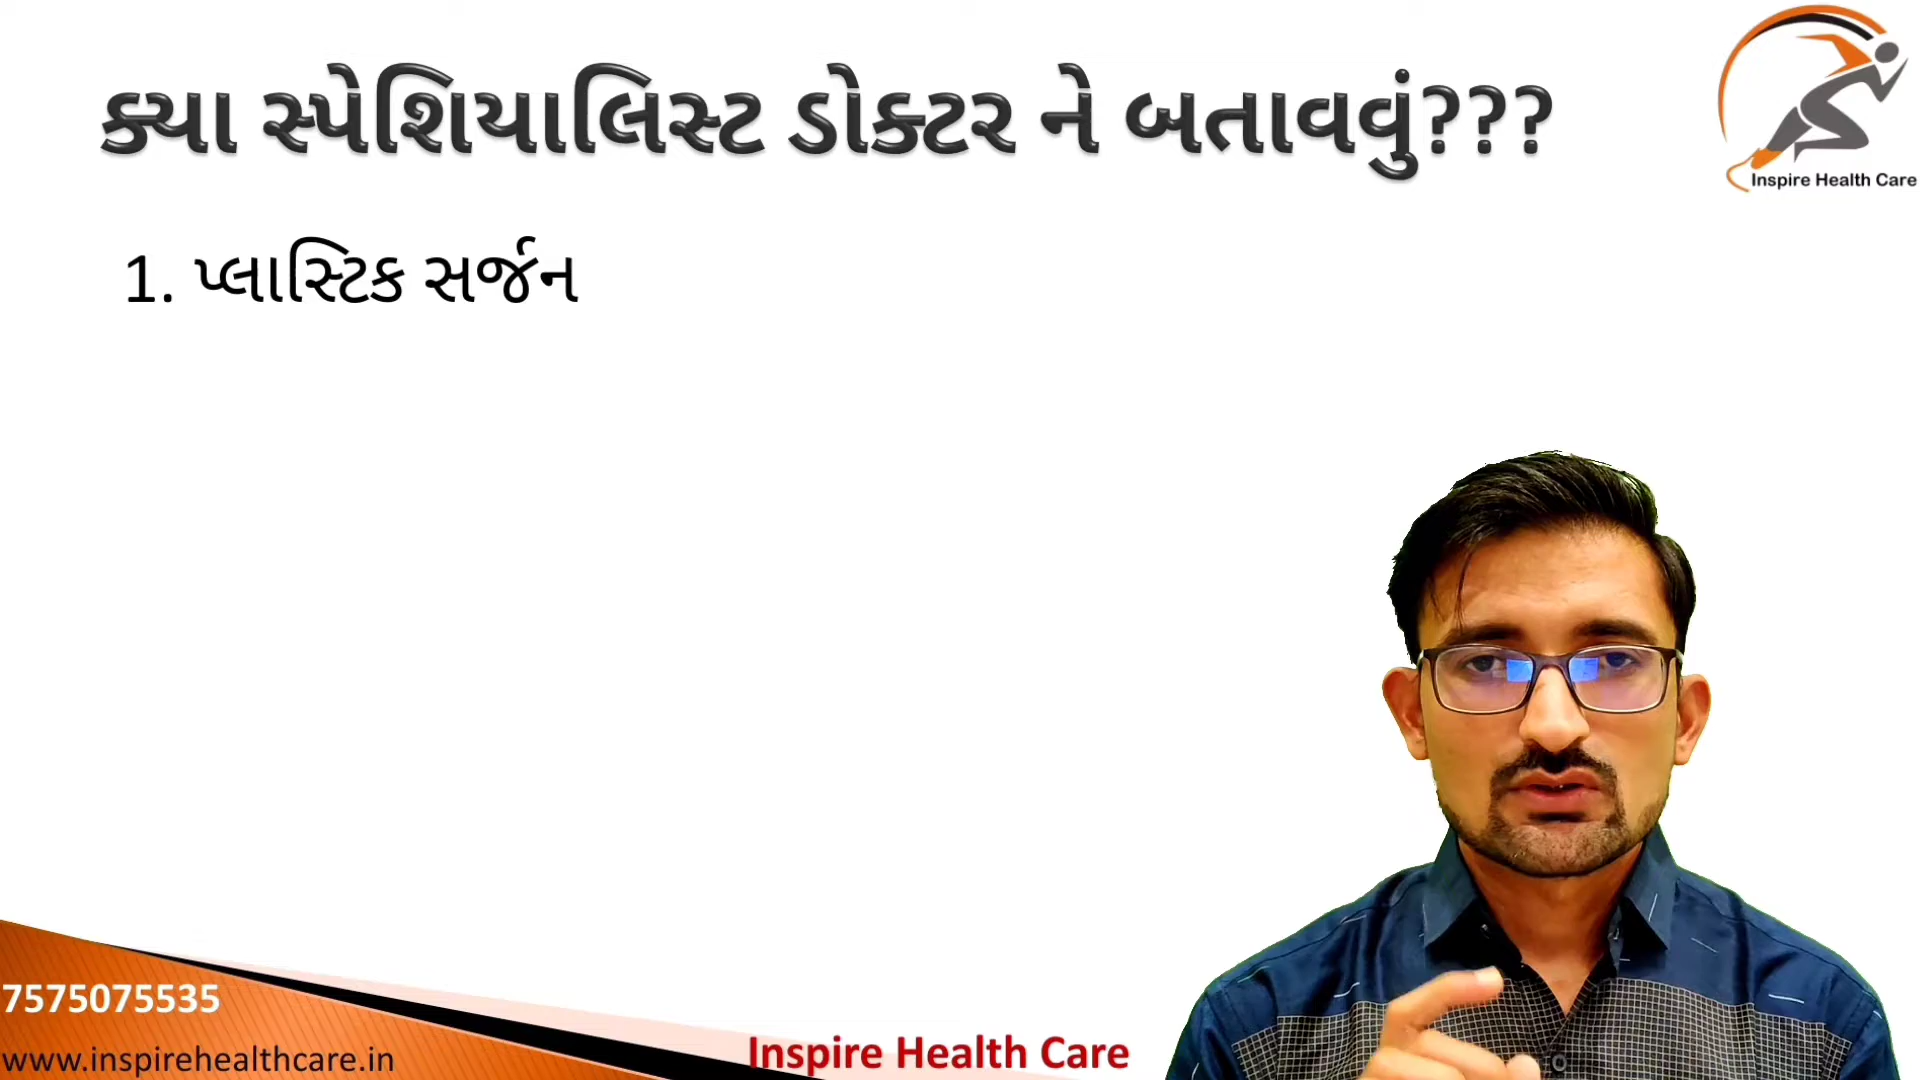 ક્યા સ્પેશિયાલિસ્ટ ડોક્ટર ને બતાવવું???
Inspire Health Care
1. પ્લાસ્ટિક સર્જન
7575075535
www.inspirehealthcare.in
Inspire Health Care